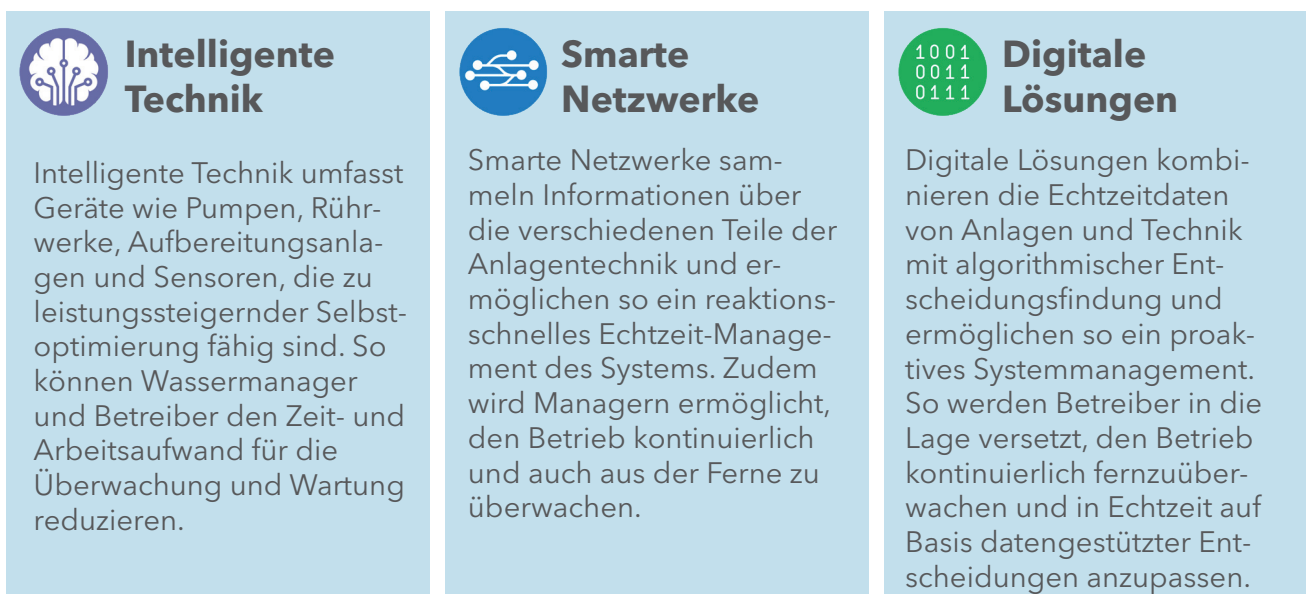 Intelligente
Technik
Intelligente Technik umfasst
Geräte wie Pumpen, Rühr-
werke, Aufbereitungsanla-
gen und Sensoren, die zu
leistungssteigernder Selbst-
optimierung fähig sind. So
können Wassermanager
und Betreiber den Zeit- und
Arbeitsaufwand für die
Überwachung und Wartung
reduzieren.
Smarte
Netzwerke
Smarte Netzwerke sam-
meln Informationen über
die verschiedenen Teile der
Anlagentechnik und er-
möglichen so ein reaktions-
schnelles Echtzeit-Manage-
ment des Systems. Zudem
wird Managern ermöglicht,
den Betrieb kontinuierlich
und auch aus der Ferne zu
überwachen.
1001
0011
0111
Digitale
Lösungen
Digitale Lösungen kombi-
nieren die Echtzeitdaten
von Anlagen und Technik
mit algorithmischer Ent-
scheidungsfindung und
ermöglichen so ein proak-
tives Systemmanagement.
So werden Betreiber in die
Lage versetzt, den Betrieb
kontinuierlich fernzuüber-
wachen und in Echtzeit auf
Basis datengestützter Ent-
scheidungen anzupassen.